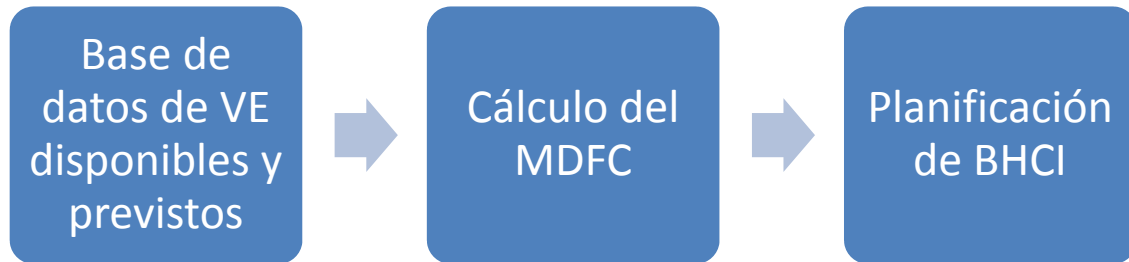 Base de
datos de VE
disponibles y
previstos
Cálculo del
MDFC
Planificación
de BHCI